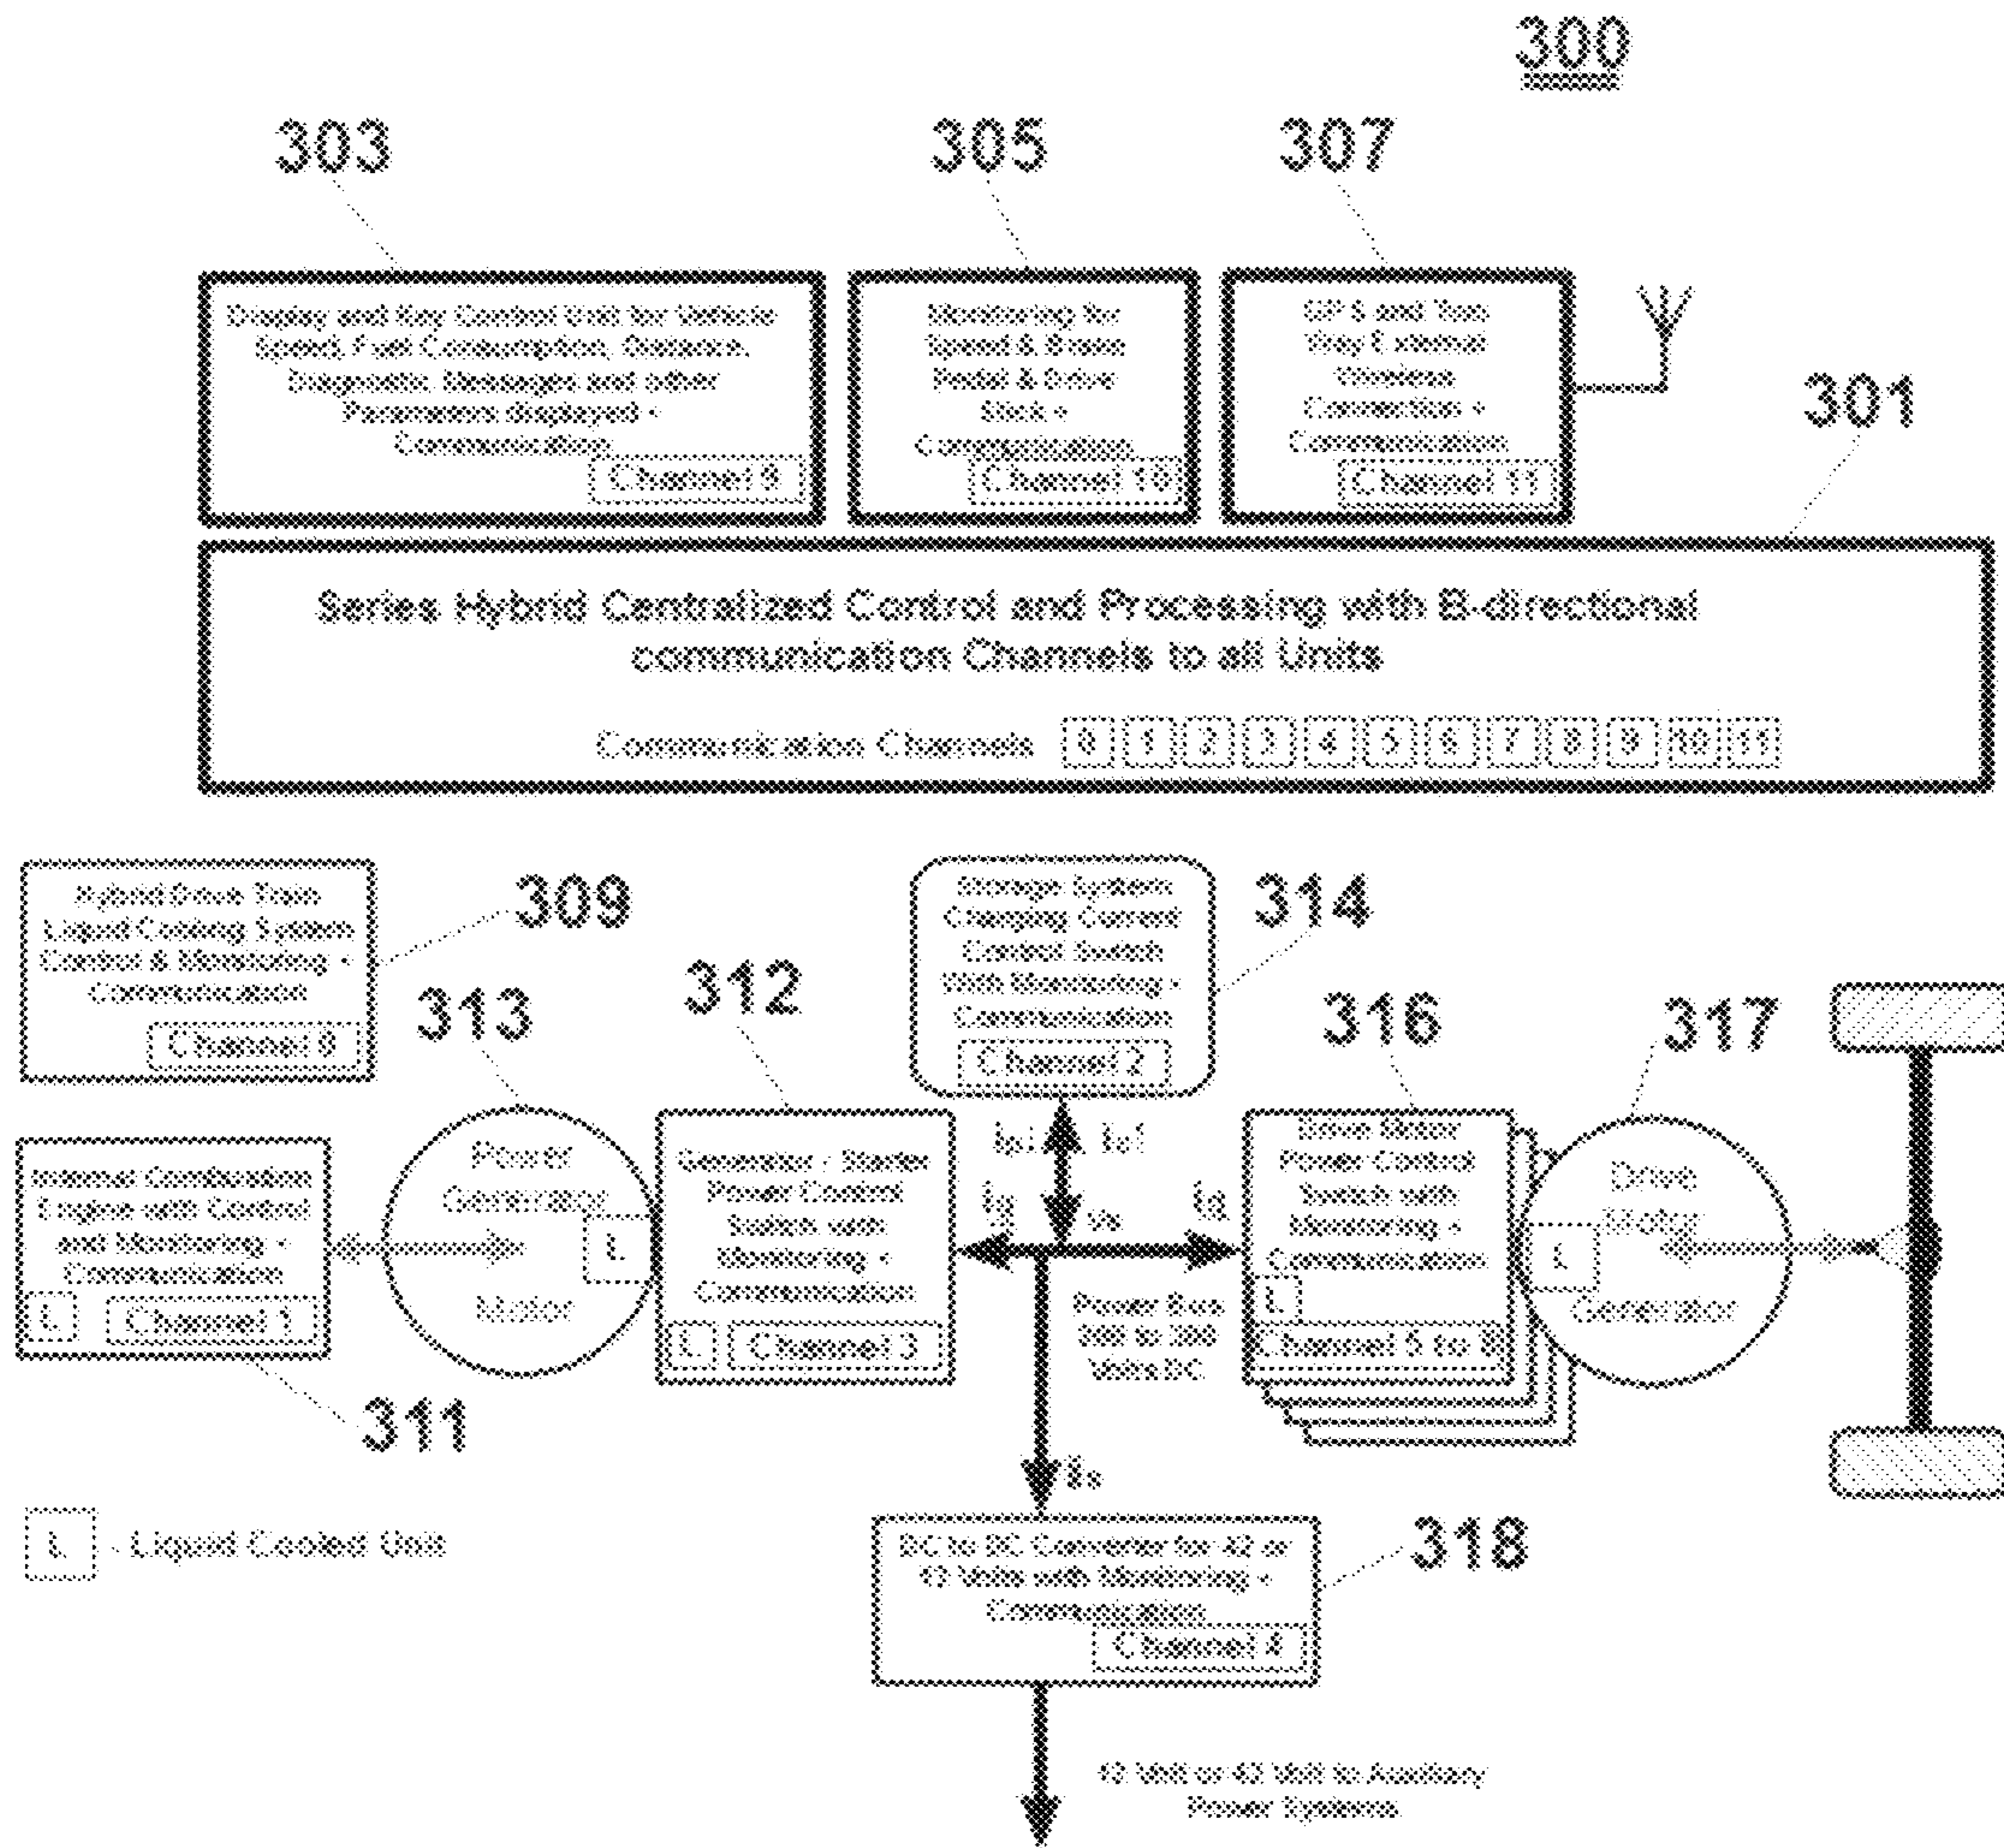 300
303
305
307
Display and Key Control Unit for Vehicle
Speed, Fuel Consumption, Distance,
Diagnostic Messages and other
Parameters displayed +
Communication
Channel 9
Monitoring for
Speed & Brake
Pedal & Drive
Stick +
Communication
Channel 10
GPS and Two
Way External
Wireless
Connection +
Communication
Channel 11
301
Series Hybrid Centralized Control and Processing with B-directional
communication Channels to all Units
Communication Channels 0 1 2 3 4 5 6 7 8 9 10 11
Hybrid Drive Train
Liquid Cooling System
Control & Monitoring +
Communication
Channel 0
309
Storage System
Charging Current
Control Switch
With Monitoring +
Communication
Channel 2
314
313
312
316
317
Internal Combustion
Engine with Control
and Monitoring +
Communication
L Channel 1
311
Power
Generator
L
Motor
Generator / Starter
Power Control
Switch with
Monitoring +
Communication
L Channel 3
Power Bus
Volts DC
Drive Motor
Power Control
Switch with
Monitoring +
Communication
L
Channel 5 to 8
Drive
Motor
L
Generator
L - Liquid Cooled Unit
DC to DC Converter for 42 or
12 Volts with Monitoring +
Communication
Channel 4
318
12 Volt or 42 Volt to Auxiliary
Power Systems